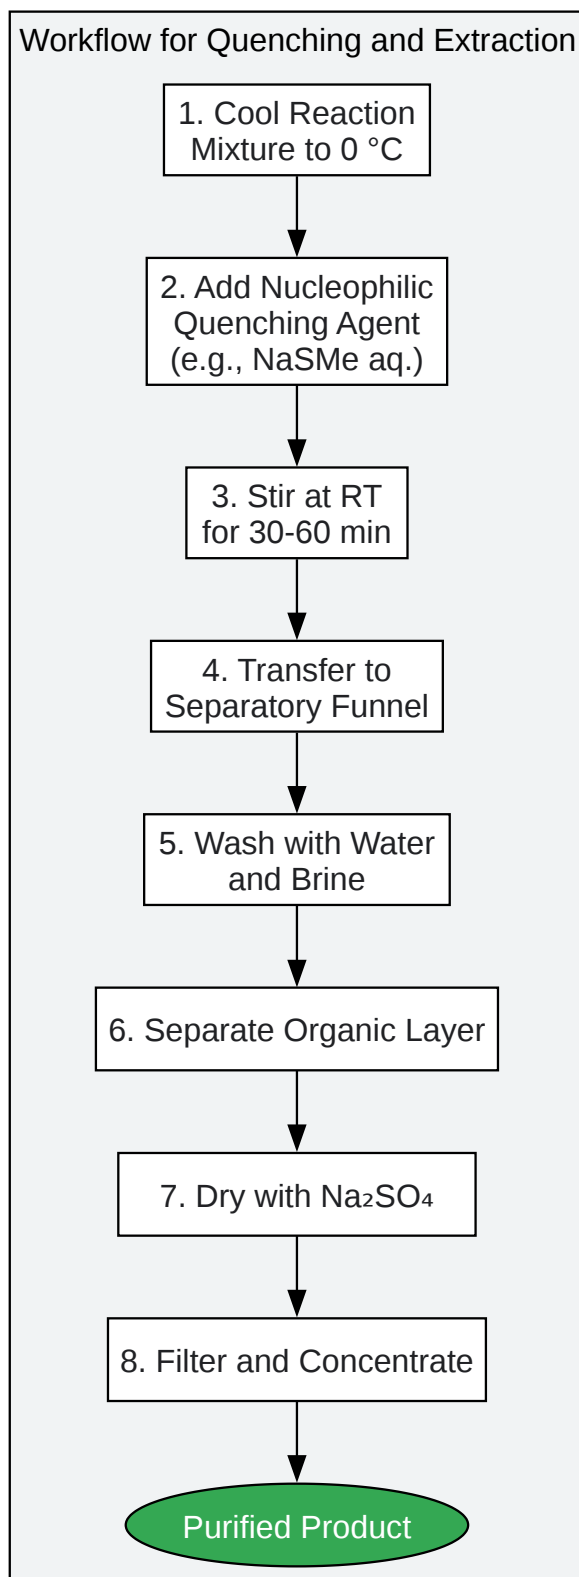 Workflow for Quenching and Extraction
1. Cool Reaction
Mixture to 0 °C
2. Add Nucleophilic
Quenching Agent
(e.g., NaSMe aq.)
3. Stir at RT
for 30-60 min
4. Transfer to
Separatory Funnel
5. Wash with Water
and Brine
6. Separate Organic Layer
7. Dry with Na₂SO₄
8. Filter and Concentrate
Purified Product